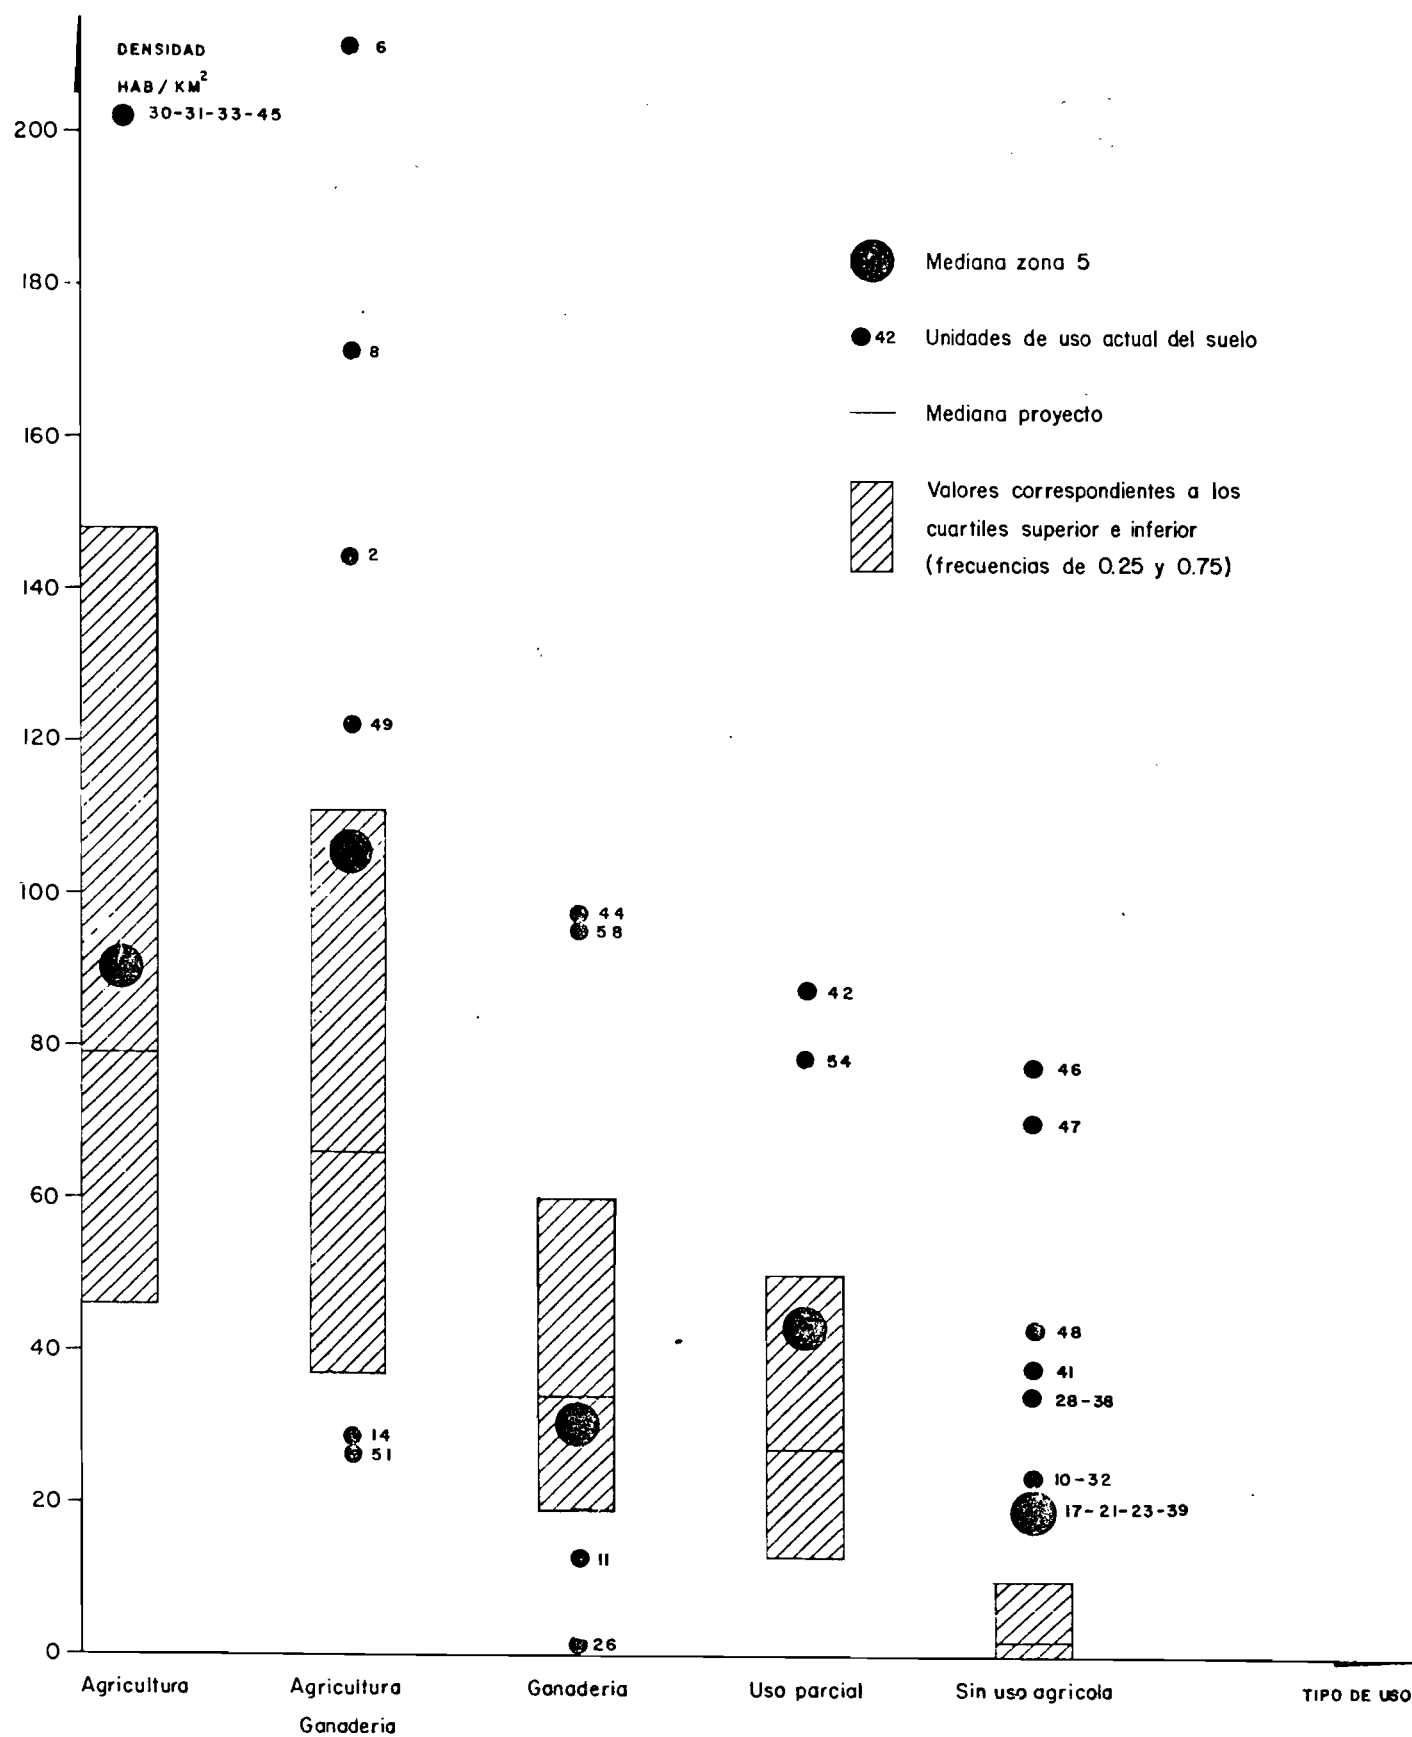 DENSIDAD
HAB / KM2
30-31-33-45
6
200
180
Mediana zona 5
8
42 Unidades de uso actual del suelo
160
Mediana proyecto
Valores correspondientes a los
cuartiles superior e inferior
(frecuencias de 0.25 y 0.75)
2
140
49
120
100
44
58
42
80
54
46
47
60
48
40
41
28-38
14
51
10-32
20
17-21-23-39
11
0
26
Agricultura
Agricultura
Ganaderia
Ganaderia
Uso parcial
Sin uso agricola
TIPO DE USO